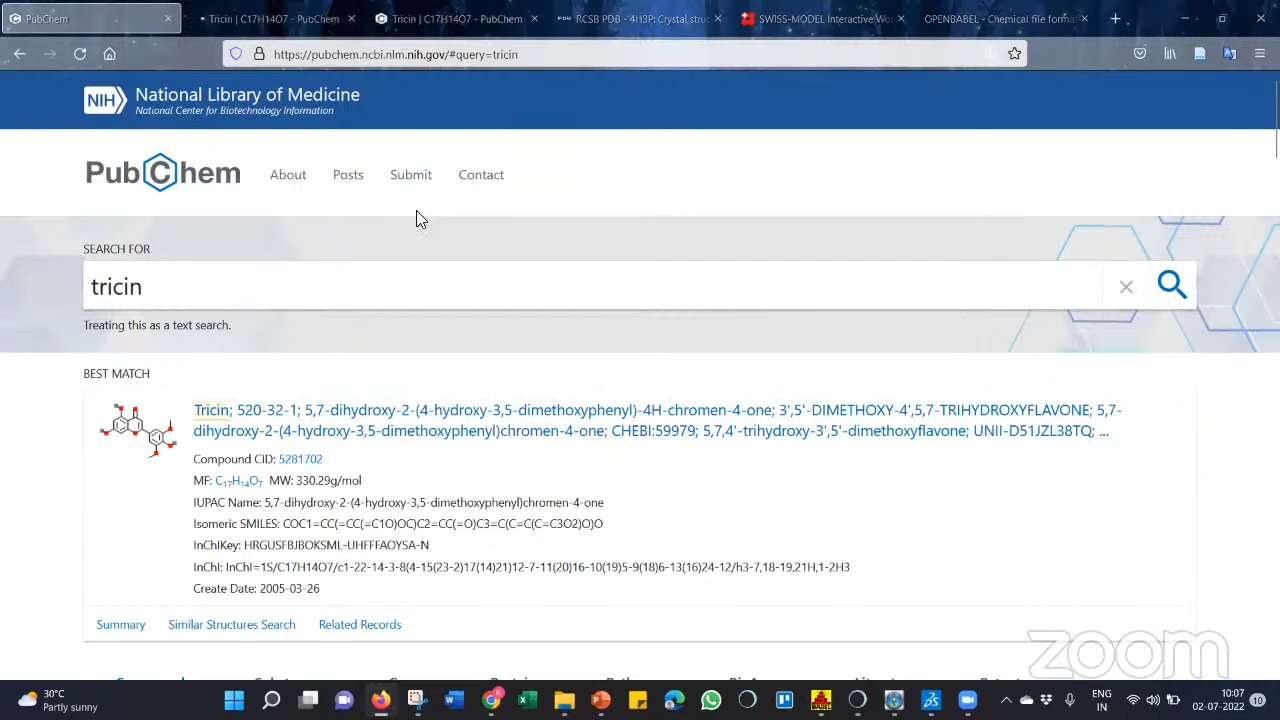 PubChem
Tricin | C17H14O7 - PubChem
Tricin | C17H14O7 - PubChem
RCSB PDB - 4H3P: Crystal struc
SWISS-MODEL Interactive Wo
OPENBABEL - Chemical file forma
https://pubchem.ncbi.nlm.nih.gov/#query=tricin
NIH
National Library of Medicine
National Center for Biotechnology Information
PubChem
About Posts Submit Contact
SEARCH FOR
tricin
Treating this as a text search.
BEST MATCH
Tricin; 520-32-1; 5,7-dihydroxy-2-(4-hydroxy-3,5-dimethoxyphenyl)-4H-chromen-4-one; 3',5'-DIMETHOXY-4',5,7-TRIHYDROXYFLAVONE; 5,7-
dihydroxy-2-(4-hydroxy-3,5-dimethoxyphenyl)chromen-4-one; CHEBI:59979; 5,7,4'-trihydroxy-3',5'-dimethoxyflavone; UNII-D51JZL38TQ; ...
Compound CID: 5281702
MF: C₁₇H₁₄O₇ MW: 330.29g/mol
IUPAC Name: 5,7-dihydroxy-2-(4-hydroxy-3,5-dimethoxyphenyl)chromen-4-one
Isomeric SMILES: COC1=CC(=CC(=C1O)OC)C2=CC(=O)C3=C(C=C(C=C3O2)O)O
InChIKey: HRGUSFBJBOKSML-UHFFFAOYSA-N
InChI: InChI=1S/C17H14O7/c1-22-14-3-8(4-15(23-2)17(14)21)12-7-11(20)16-10(19)5-9(18)6-13(16)24-12/h3-7,18-19,21H,1-2H3
Create Date: 2005-03-26
Summary Similar Structures Search Related Records
zoom
30°C
Partly sunny
BABEL
ENG
IN
10:07
02-07-2022
10